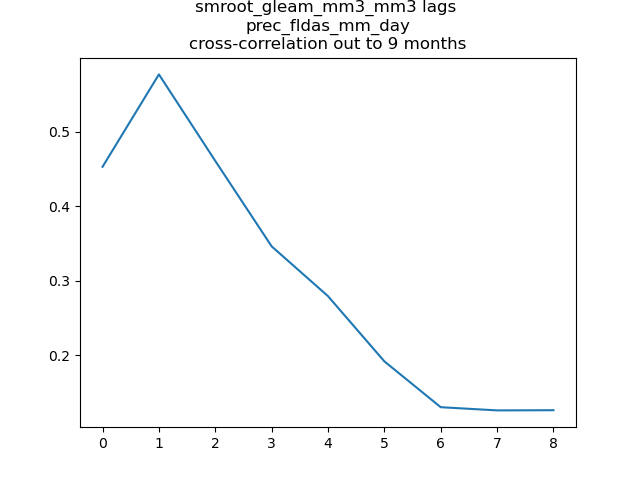 smroot_gleam_mm3_mm3 lags
prec_fldas_mm_day
cross-correlation out to 9 months
0.5
0.4
0.3
0.2
0 1 2 3 4 5 6 7 8